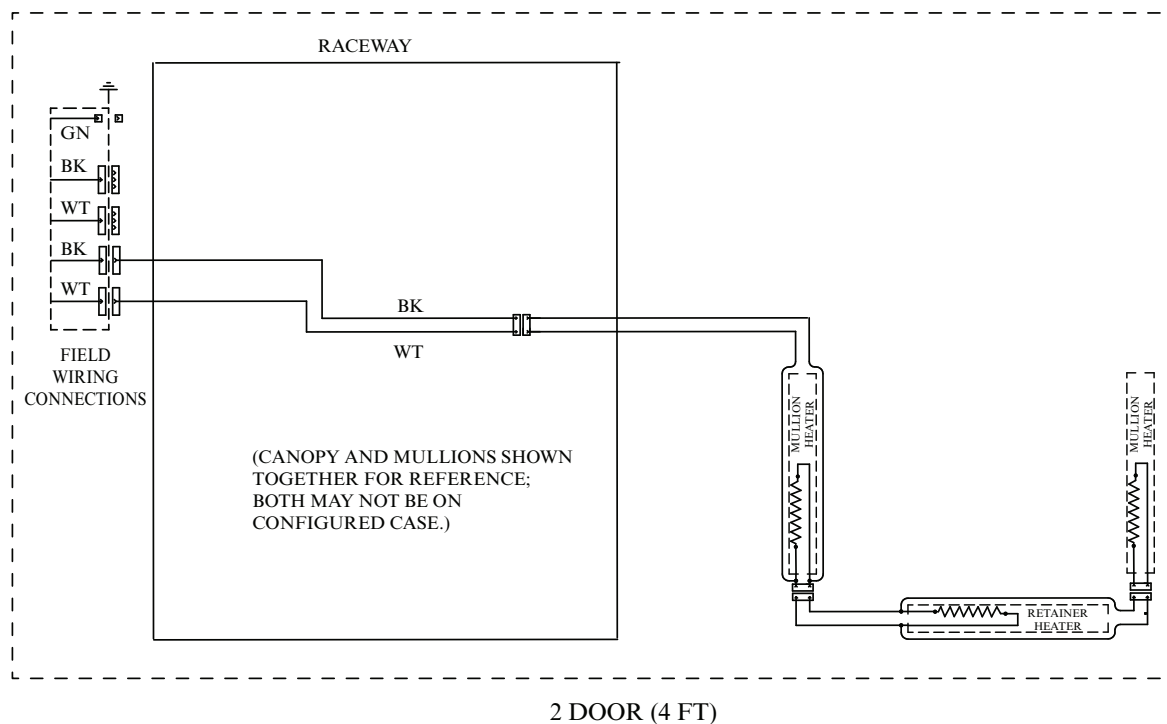 RACEWAY
GN
BK
WT
BK
WT
FIELD
WIRING
CONNECTIONS
BK
WT
(CANOPY AND MULLIONS SHOWN
TOGETHER FOR REFERENCE;
BOTH MAY NOT BE ON
CONFIGURED CASE.)
MULLION
HEATER
MULLION
HEATER
RETAINER
HEATER
2 DOOR (4 FT)